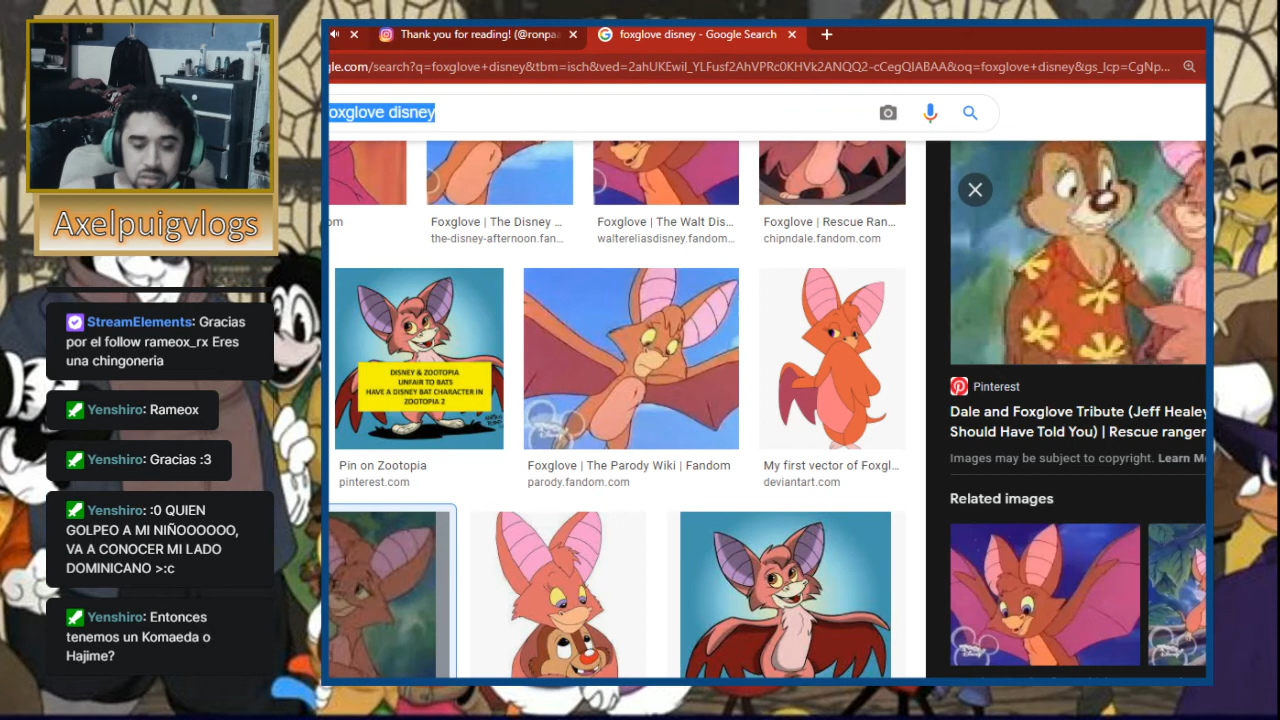 Thank you for reading! (@ronpa
foxglove disney - Google Search
gle.com/search?q=foxglove+disney&tbm=isch&ved=2ahUKEwil_YLFusf2AhVPRc0KHVk2ANQQ2-cCegQIABAA&oq=foxglove+disney&gs_lcp=CgNp...
oxglove disney
Axelpuigvlogs
StreamElements: Gracias
por el follow rameox_rx Eres
una chingoneria
Yenshiro: Rameox
Yenshiro: Gracias :3
Yenshiro: :0 QUIEN
GOLPEO A MI NIÑOOOOOO,
VA A CONOCER MI LADO
DOMINICANO >:c
Yenshiro: Entonces
tenemos un Komaeda o
Hajime?
om
Foxglove | The Disney ...
the-disney-afternoon.fan...
Foxglove | The Walt Dis...
waltereliasdisney.fandom...
Foxglove | Rescue Ran...
chipndale.fandom.com
DISNEY & ZOOTOPIA
UNFAIR TO BATS
HAVE A DISNEY BAT CHARACTER IN
ZOOTOPIA 2
Pin on Zootopia
pinterest.com
Foxglove | The Parody Wiki | Fandom
parody.fandom.com
My first vector of Foxgl...
deviantart.com
Pinterest
Dale and Foxglove Tribute (Jeff Healey
Should Have Told You) | Rescue ranger
Images may be subject to copyright. Learn M
Related images